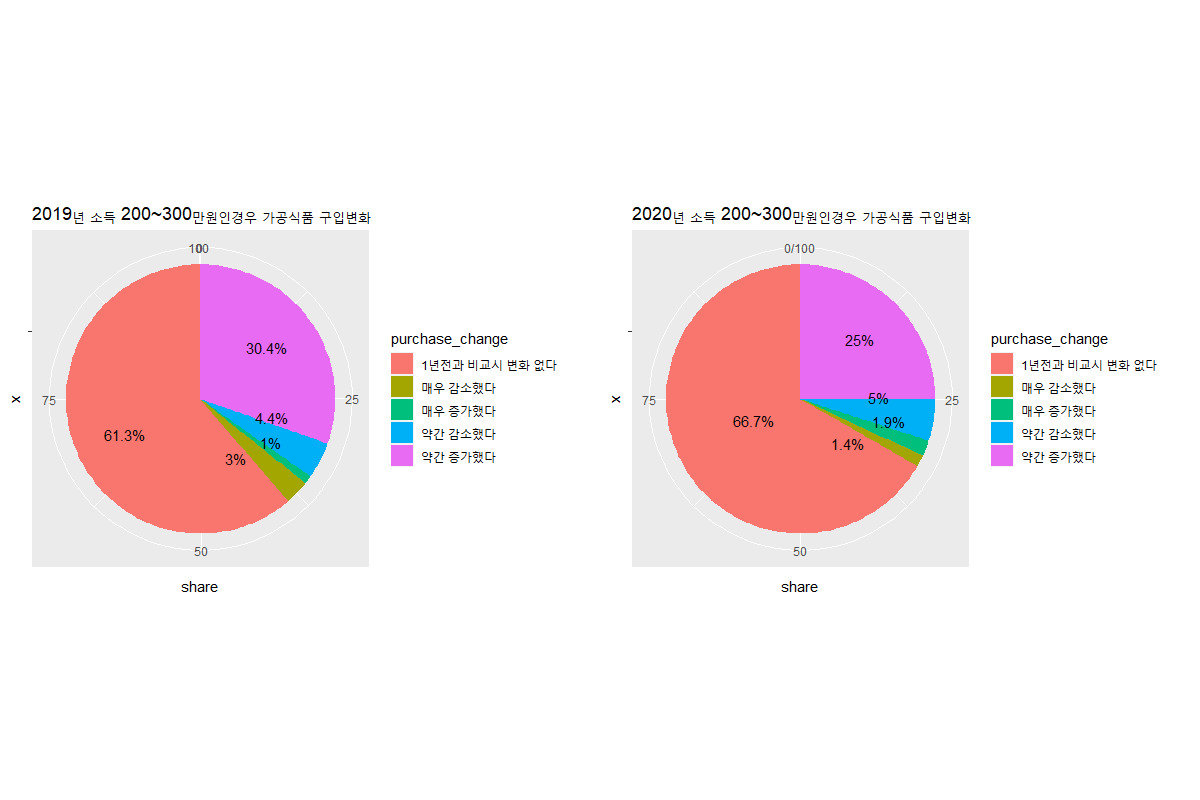 2019년 소득 200~300만원인경우 가공식품 구입변화
100
0
30.4%
4.4%
1%
3%
61.3%
75
25
50
x
share
purchase_change
1년전과 비교시 변화 없다
매우 감소했다
매우 증가했다
약간 감소했다
약간 증가했다
2020년 소득 200~300만원인경우 가공식품 구입변화
0/100
25%
5%
1.9%
1.4%
66.7%
75
25
50
x
share
purchase_change
1년전과 비교시 변화 없다
매우 감소했다
매우 증가했다
약간 감소했다
약간 증가했다